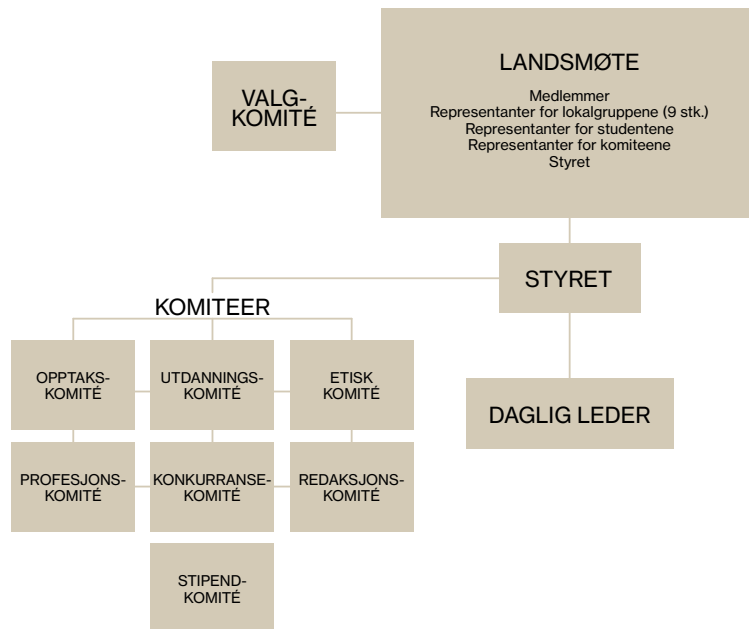 LANDSMØTE
Medlemmer
Representanter for lokalgruppene (9 stk.)
Representanter for studentene
Representanter for komiteene
Styret
VALG-
KOMITÉ
STYRET
KOMITEER
OPPTAKS-
KOMITÉ
UTDANNINGS-
KOMITÉ
ETISK
KOMITÉ
DAGLIG LEDER
PROFESJONS-
KOMITÉ
KONKURRANSE-
KOMITÉ
REDAKSJONS-
KOMITÉ
STIPEND-
KOMITÉ